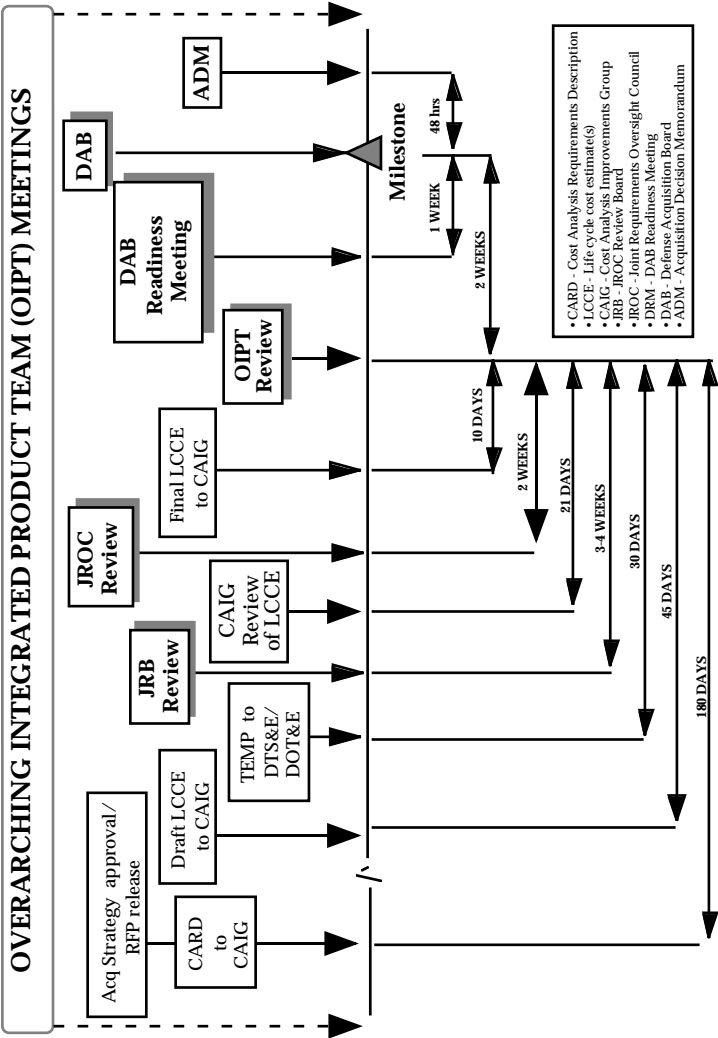 OVERARCHING INTEGRATED PRODUCT TEAM (OIPT) MEETINGS
Acq Strategy approval/
RFP release
CARD
to
CAIG
Draft LCCE
to CAIG
TEMP to
DTS&E/
DOT&E
JRB
Review
CAIG
Review
of LCCE
JROC
Review
Final LCCE
to CAIG
OIPT
Review
DAB
Readiness
Meeting
DAB
ADM
Milestone
48 hrs
1 WEEK
2 WEEKS
10 DAYS
2 WEEKS
21 DAYS
3-4 WEEKS
30 DAYS
45 DAYS
180 DAYS
• CARD - Cost Analysis Requirements Description
• LCCE - Life cycle cost estimate(s)
• CAIG - Cost Analysis Improvements Group
• JRB - JROC Review Board
• JROC - Joint Requirements Oversight Council
• DRM - DAB Readiness Meeting
• DAB - Defense Acquisition Board
• ADM - Acquisition Decision Memorandum